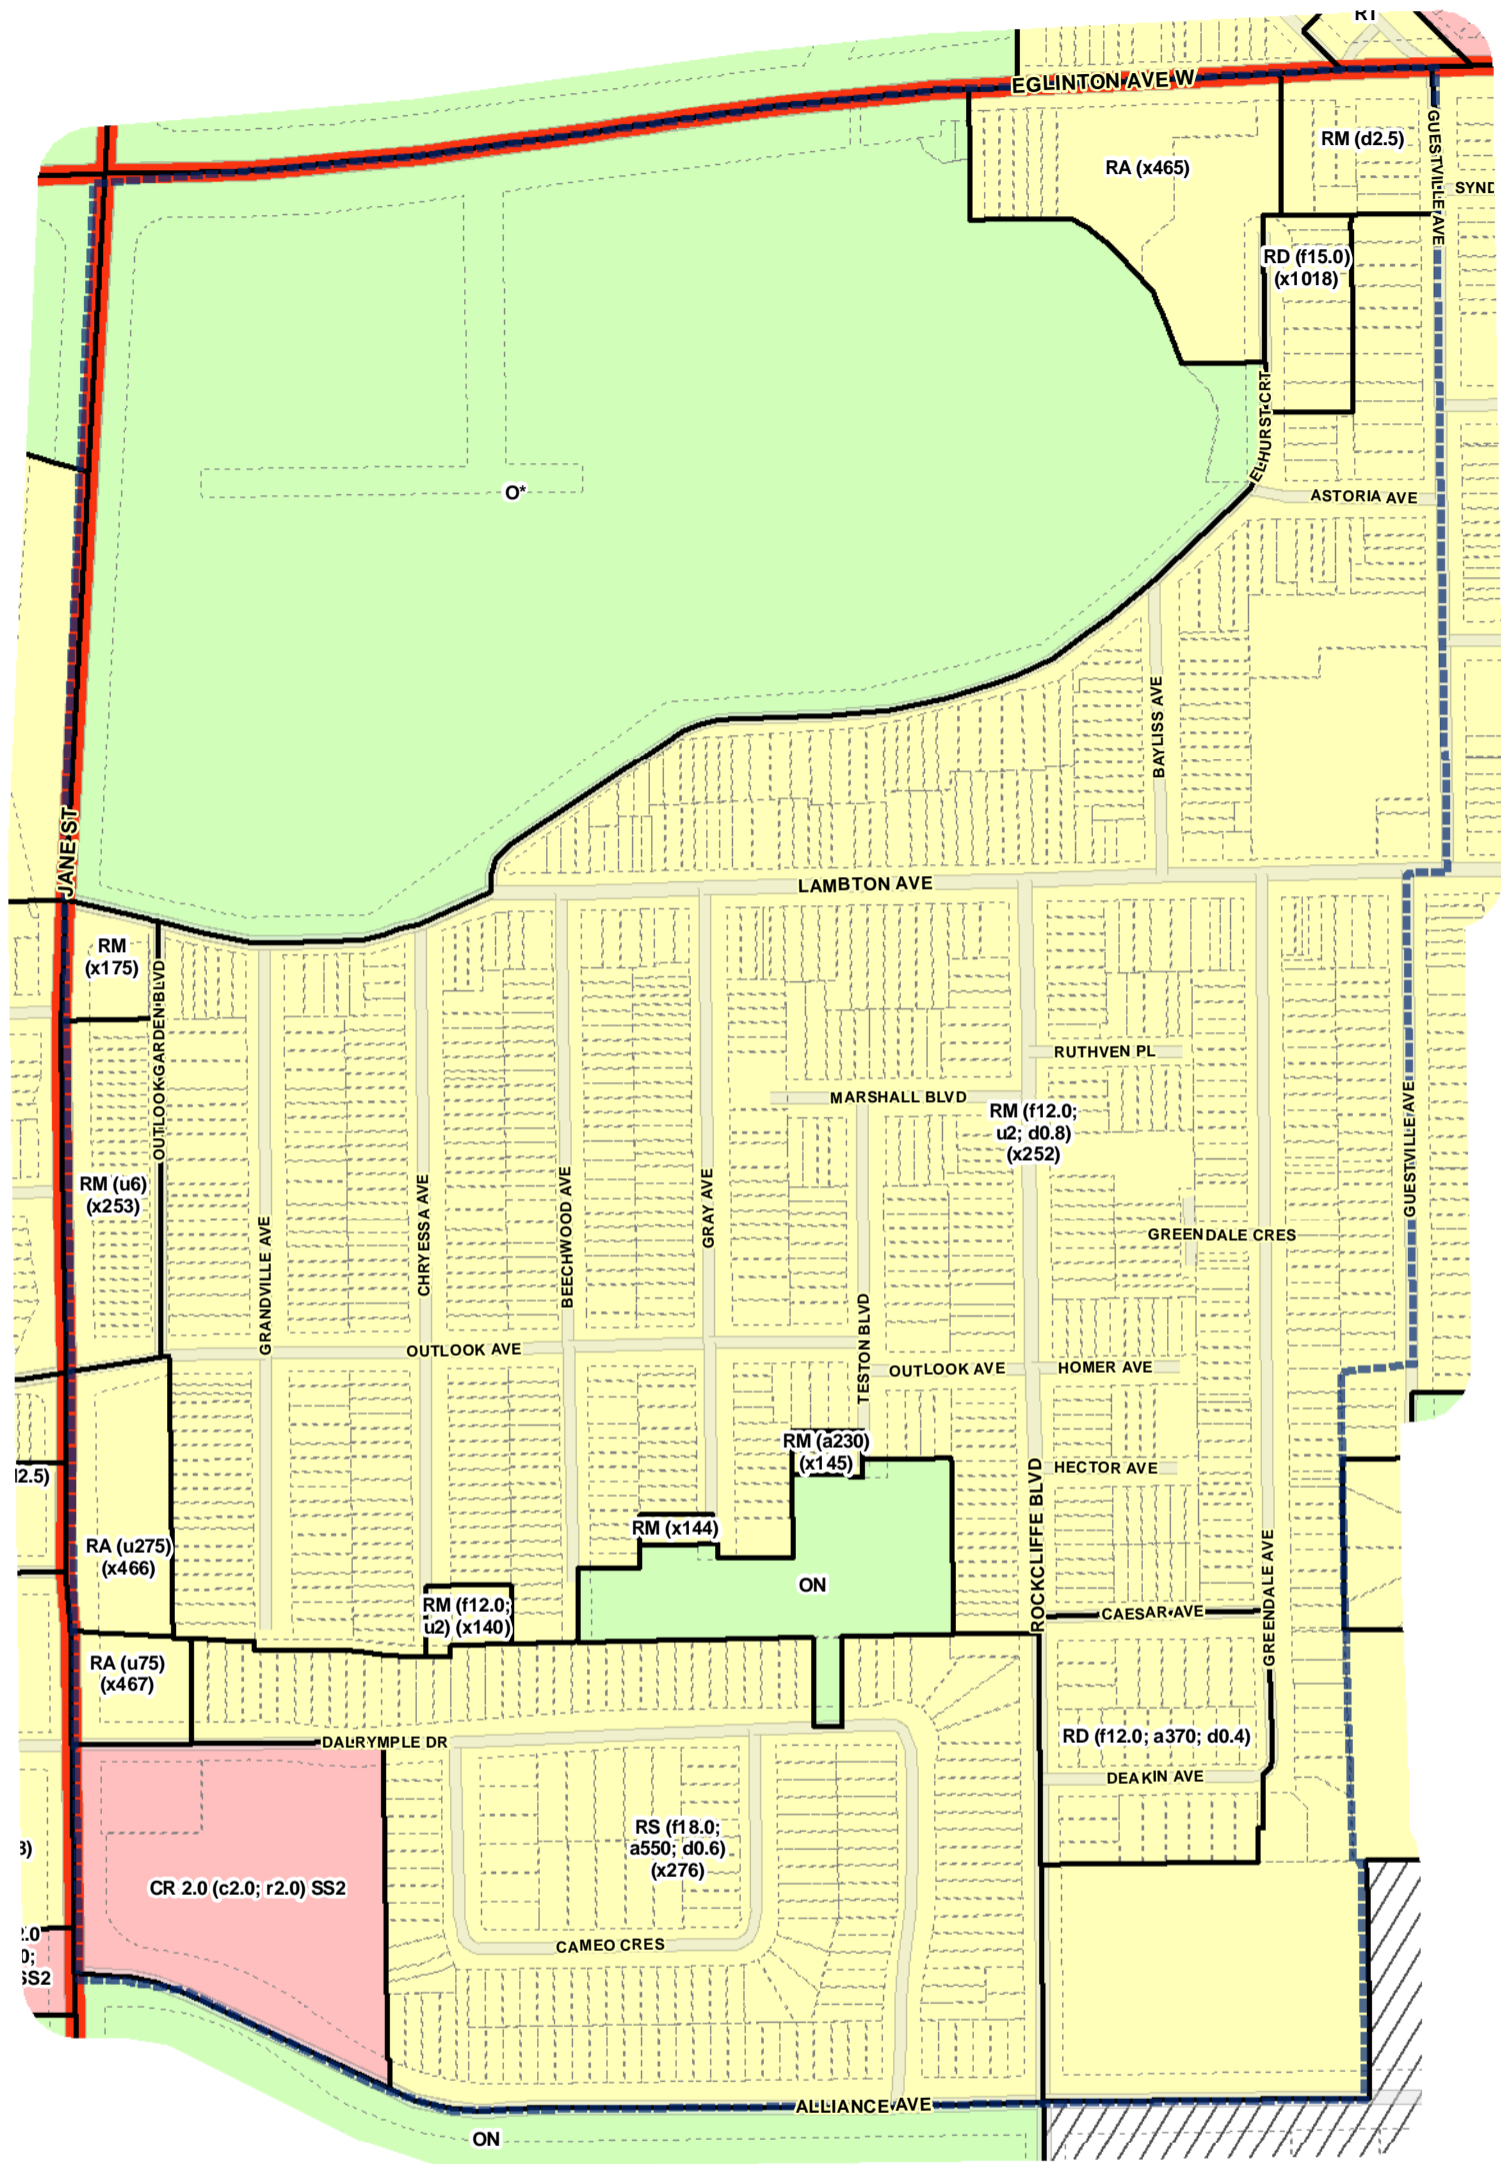 RT
EGLINTON AVE W
RM (d2.5)
RA (x465)
GUESTVILLE AVE
RD (f15.0)
(x1018)
O*
ELHURST CRT
ASTORIA AVE
BAYLISS AVE
JANE ST
LAMBTON AVE
RM
(x175)
OUTLOOK GARDEN BLVD
RUTHVEN PL
MARSHALL BLVD
RM (f12.0;
u2; d0.8)
(x252)
RM (u6)
(x253)
GRANDVILLE AVE
CHRYESSA AVE
BEECHWOOD AVE
GRAY AVE
GREENDALE CRES
GUESTVILLE AVE
OUTLOOK AVE
TESTON BLVD
OUTLOOK AVE
HOMER AVE
RM (a230)
(x145)
HECTOR AVE
RM (x144)
RA (u275)
(x466)
ON
ROCKCLIFFE BLVD
RM (f12.0;
u2) (x140)
CAESAR AVE
GREENDALE AVE
RA (u75)
(x467)
DALRYMPLE DR
RD (f12.0; a370; d0.4)
DEAKIN AVE
RS (f18.0;
a550; d0.6)
(x276)
CR 2.0 (c2.0; r2.0) SS2
CAMEO CRES
SS2
ALLIANCE AVE
ON